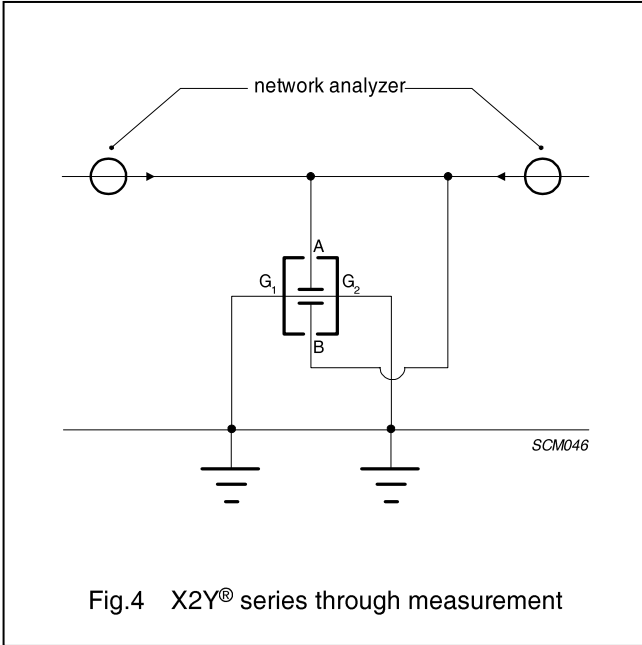 network analyzer
A
G1 G2
B
SCM046
Fig.4 X2Y® series through measurement